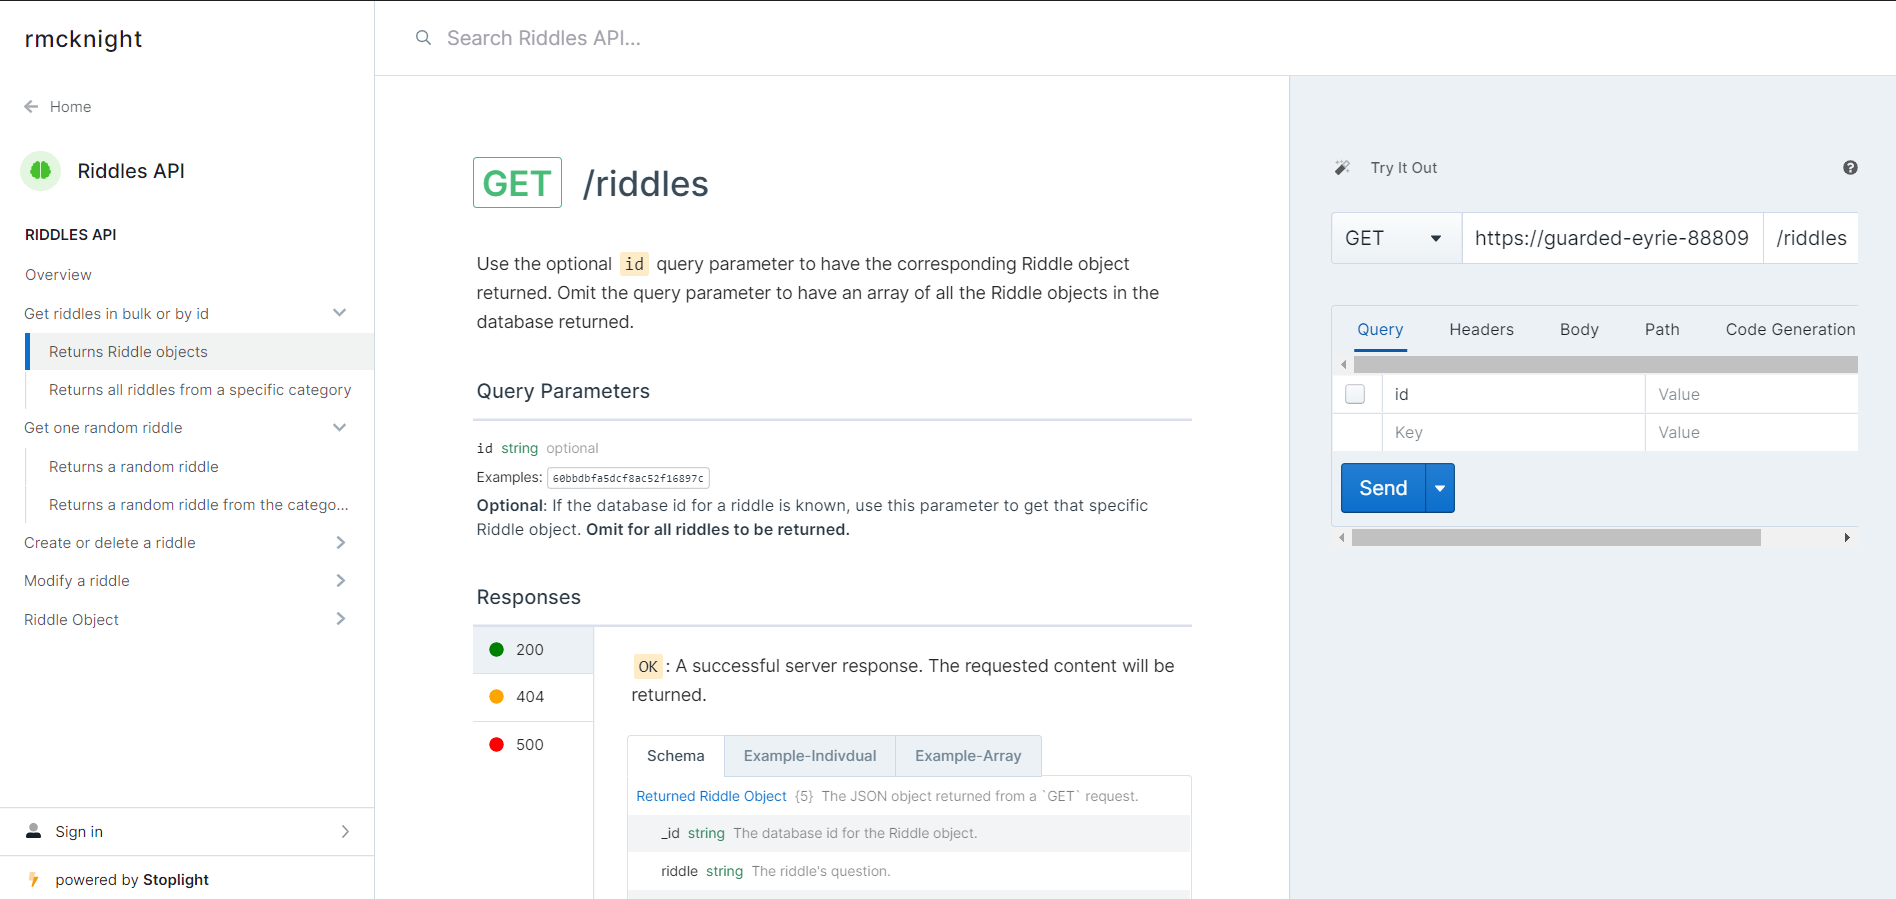 rmcknight
Search Riddles API...
Home
Riddles API
RIDDLES API
Overview
Get riddles in bulk or by id
Returns Riddle objects
Returns all riddles from a specific category
Get one random riddle
Returns a random riddle
Returns a random riddle from the catego...
Create or delete a riddle
Modify a riddle
Riddle Object
Sign in
powered by Stoplight
GET /riddles
Use the optional id query parameter to have the corresponding Riddle object
returned. Omit the query parameter to have an array of all the Riddle objects in the
database returned.
Query Parameters
id string optional
Examples: 60bbdbfa5dcf8ac52f16897c
Optional: If the database id for a riddle is known, use this parameter to get that specific
Riddle object. Omit for all riddles to be returned.
Responses
200
404
500
OK : A successful server response. The requested content will be
returned.
Schema Example-Indivdual Example-Array
Returned Riddle Object {5} The JSON object returned from a `GET` request.
_id string The database id for the Riddle object.
riddle string The riddle's question.
Try It Out
GET https://guarded-eyrie-88809 /riddles
Query Headers Body Path Code Generation
id Value
Key Value
Send